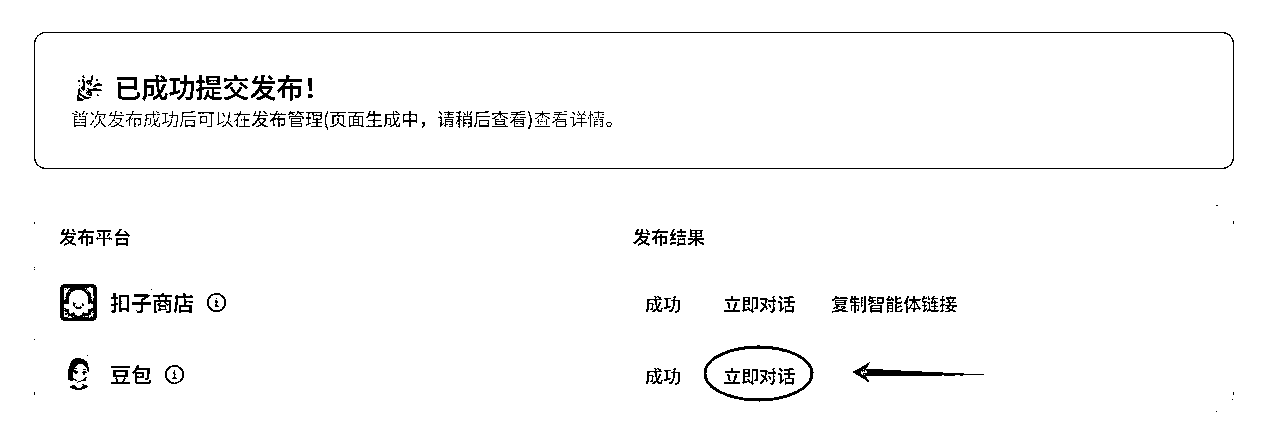 已成功提交发布！
首次发布成功后可以在发布管理(页面生成中，请稍后查看)查看详情。
发布平台 发布结果
扣子商店 成功 立即对话 复制智能体链接
豆包 成功 立即对话